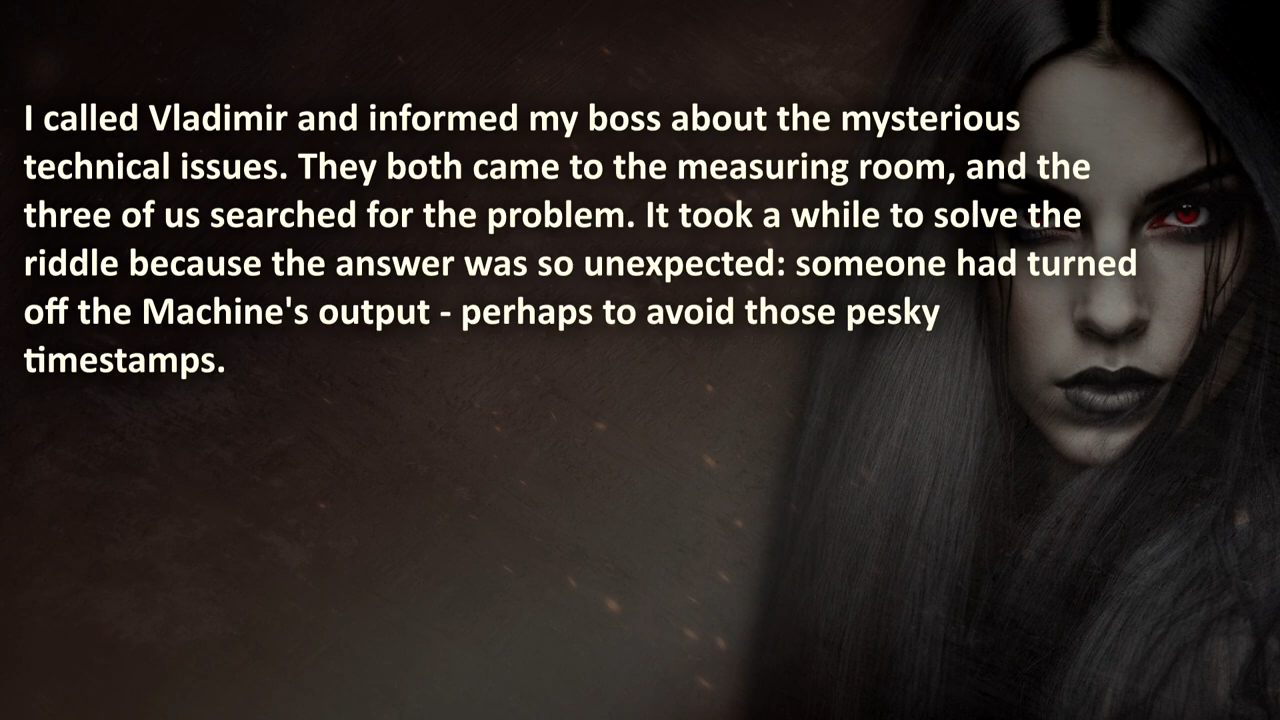 I called Vladimir and informed my boss about the mysterious
technical issues. They both came to the measuring room, and the
three of us searched for the problem. It took a while to solve the
riddle because the answer was so unexpected: someone had turned
off the Machine's output - perhaps to avoid those pesky
timestamps.